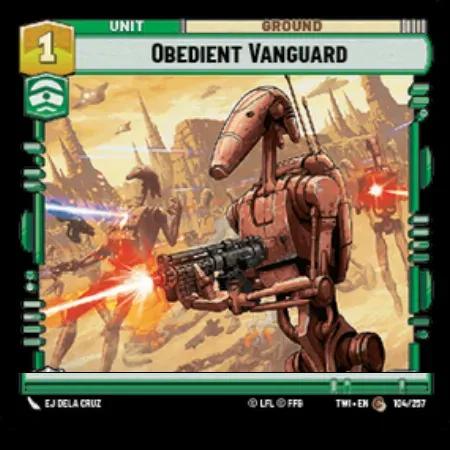 UNIT
GROUND
1
OBEDIENT VANGUARD
EJ DELA CRUZ
© LFL © FFG
TWI • EN
104/257